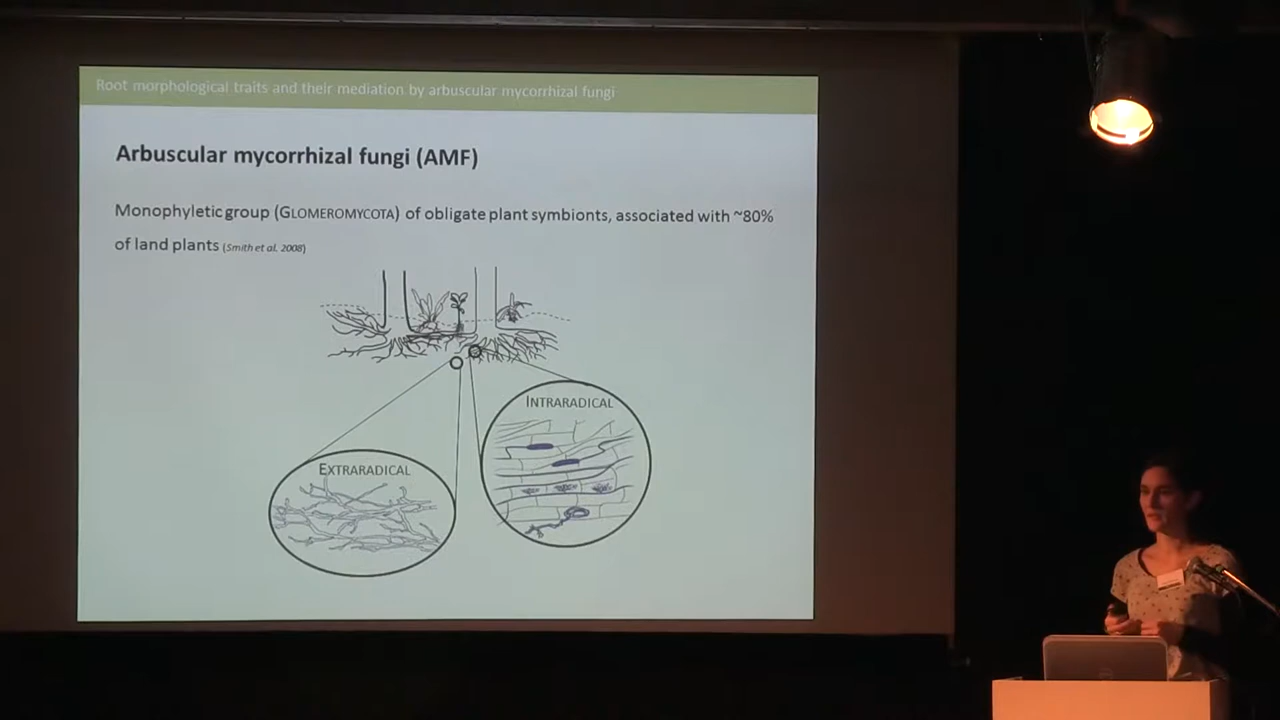 Root morphological traits and their mediation by arbuscular mycorrhizal fungi
Arbuscular mycorrhizal fungi (AMF)
Monophyletic group (GLOMEROMYCOTA) of obligate plant symbionts, associated with ~80%
of land plants (Smith et al. 2008)
INTRARADICAL
EXTRARADICAL